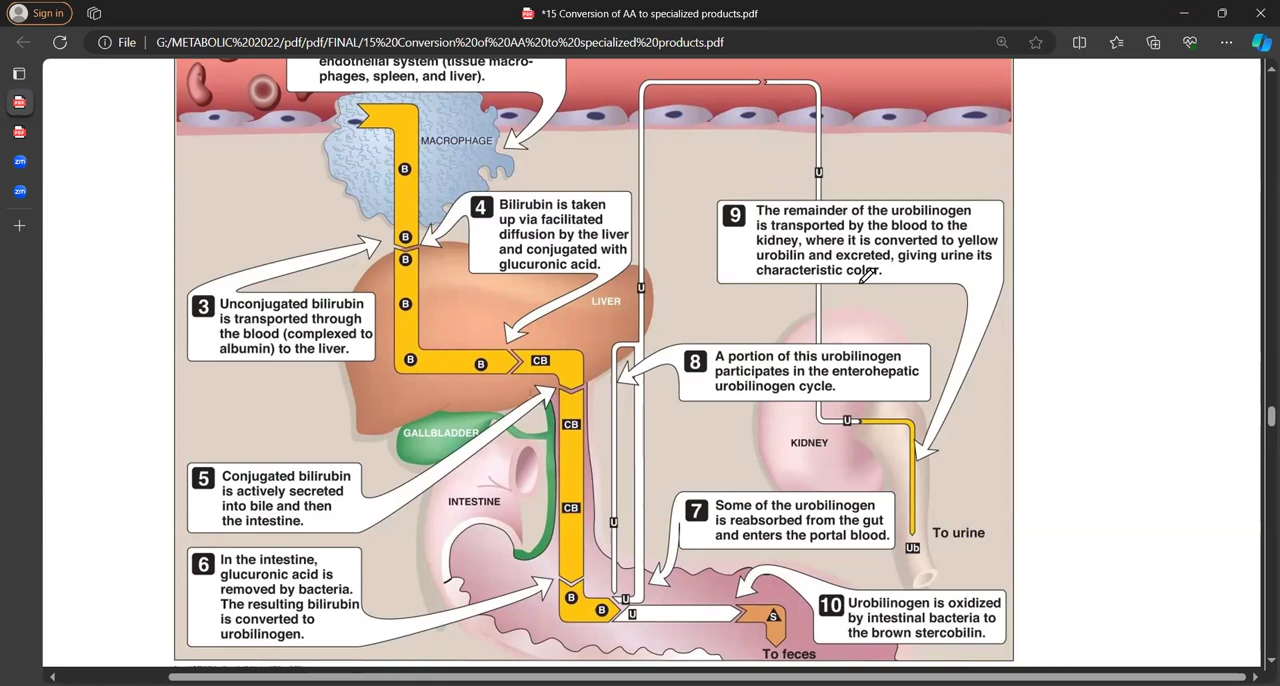 Sign in
*15 Conversion of AA to specialized products.pdf
File
G:/METABOLIC%202022/pdf/pdf/FINAL/15%20Conversion%20of%20AA%20to%20specialized%20products.pdf
endothelial system (tissue macro-
phages, spleen, and liver).
MACROPHAGE
B
B
B
B
B
B
4
Bilirubin is taken
up via facilitated
diffusion by the liver
and conjugated with
glucuronic acid.
3
Unconjugated bilirubin
is transported through
the blood (complexed to
albumin) to the liver.
LIVER
CB
CB
CB
GALLBLADDER
5
Conjugated bilirubin
is actively secreted
into bile and then
the intestine.
INTESTINE
6
In the intestine,
glucuronic acid is
removed by bacteria.
The resulting bilirubin
is converted to
urobilinogen.
B
B
U
U
U
U
7
Some of the urobilinogen
is reabsorbed from the gut
and enters the portal blood.
8
A portion of this urobilinogen
participates in the enterohepatic
urobilinogen cycle.
U
9
The remainder of the urobilinogen
is transported by the blood to the
kidney, where it is converted to yellow
urobilin and excreted, giving urine its
characteristic color.
KIDNEY
U
Ub
To urine
10
Urobilinogen is oxidized
by intestinal bacteria to
the brown stercobilin.
S
To feces
zm
zm